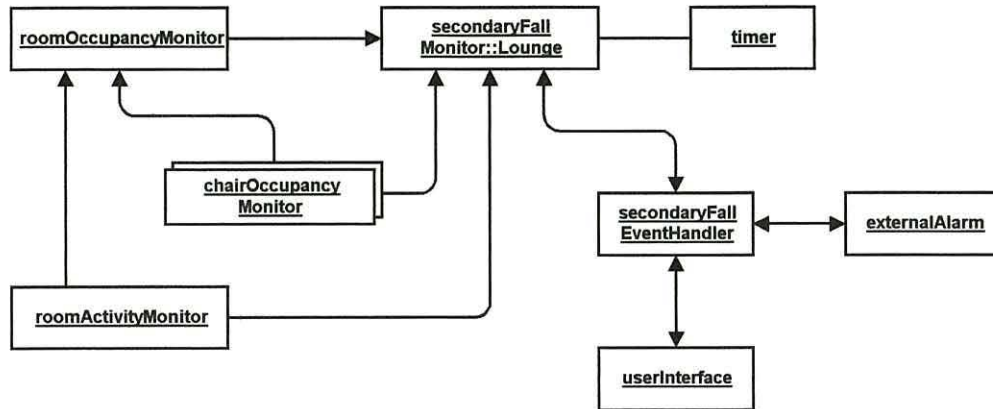 roomOccupancyMonitor
secondaryFall
Monitor::Lounge
timer
chairOccupancy
Monitor
secondaryFall
EventHandler
externalAlarm
roomActivityMonitor
userInterface